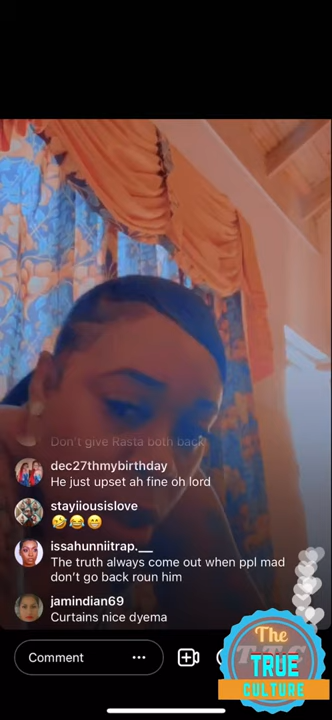 Don't give Rasta both back
dec27thmybirthday
He just upset ah fine oh lord
stayiiousislove
🤣😂😁
issahunniitrap.__
The truth always come out when ppl mad
don't go back roun him
jamindian69
Curtains nice dyema
Comment
The
T.T.C
TRUE
CULTURE